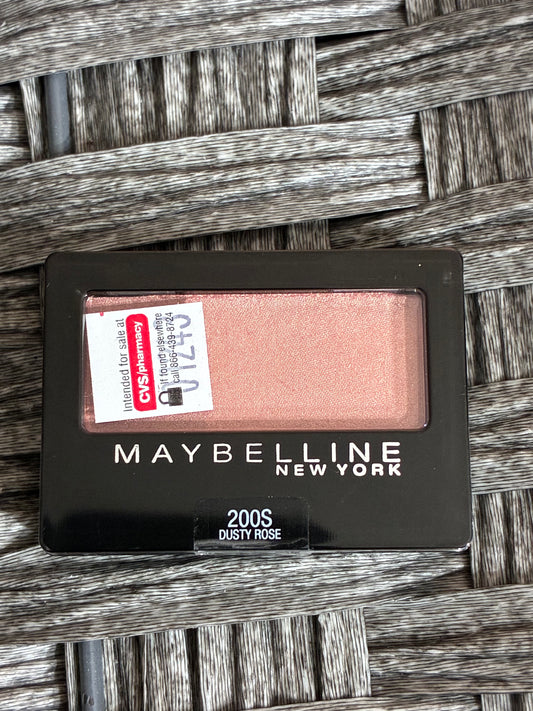 Intended for sale at
CVS/pharmacy
If found elsewhere
call 866-439-8724
01245
MAYBELLINE
NEW YORK
200S
DUSTY ROSE